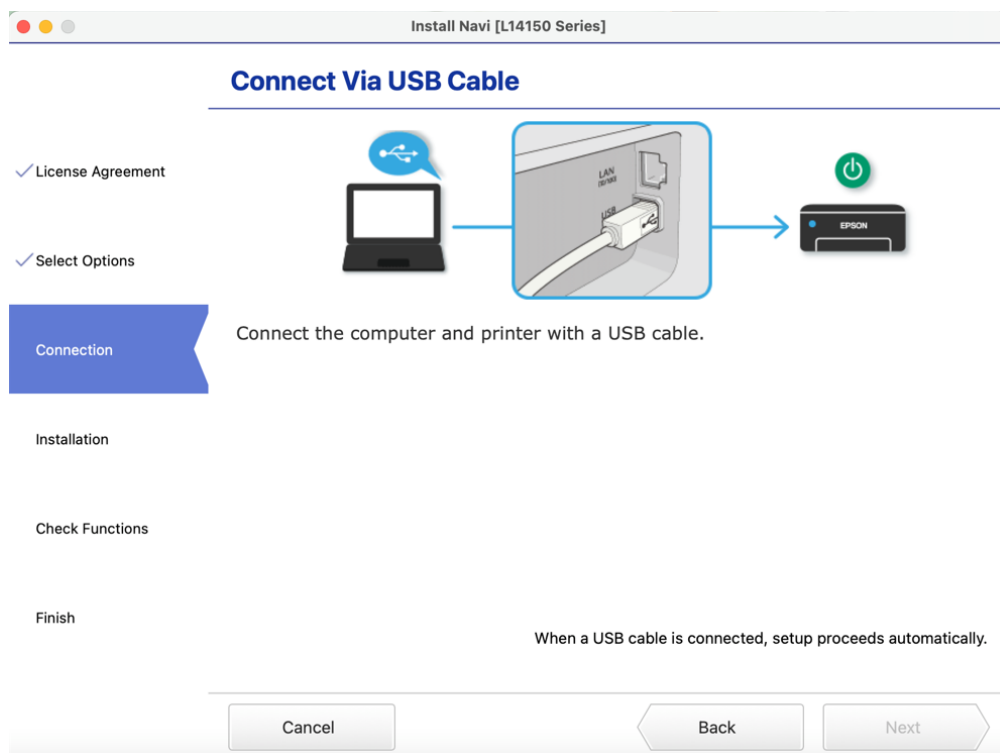 Install Navi [L14150 Series]
Connect Via USB Cable
License Agreement
Select Options
Connection
Installation
Check Functions
Finish
LAN
USB
EPSON
Connect the computer and printer with a USB cable.
When a USB cable is connected, setup proceeds automatically.
Cancel
Back
Next